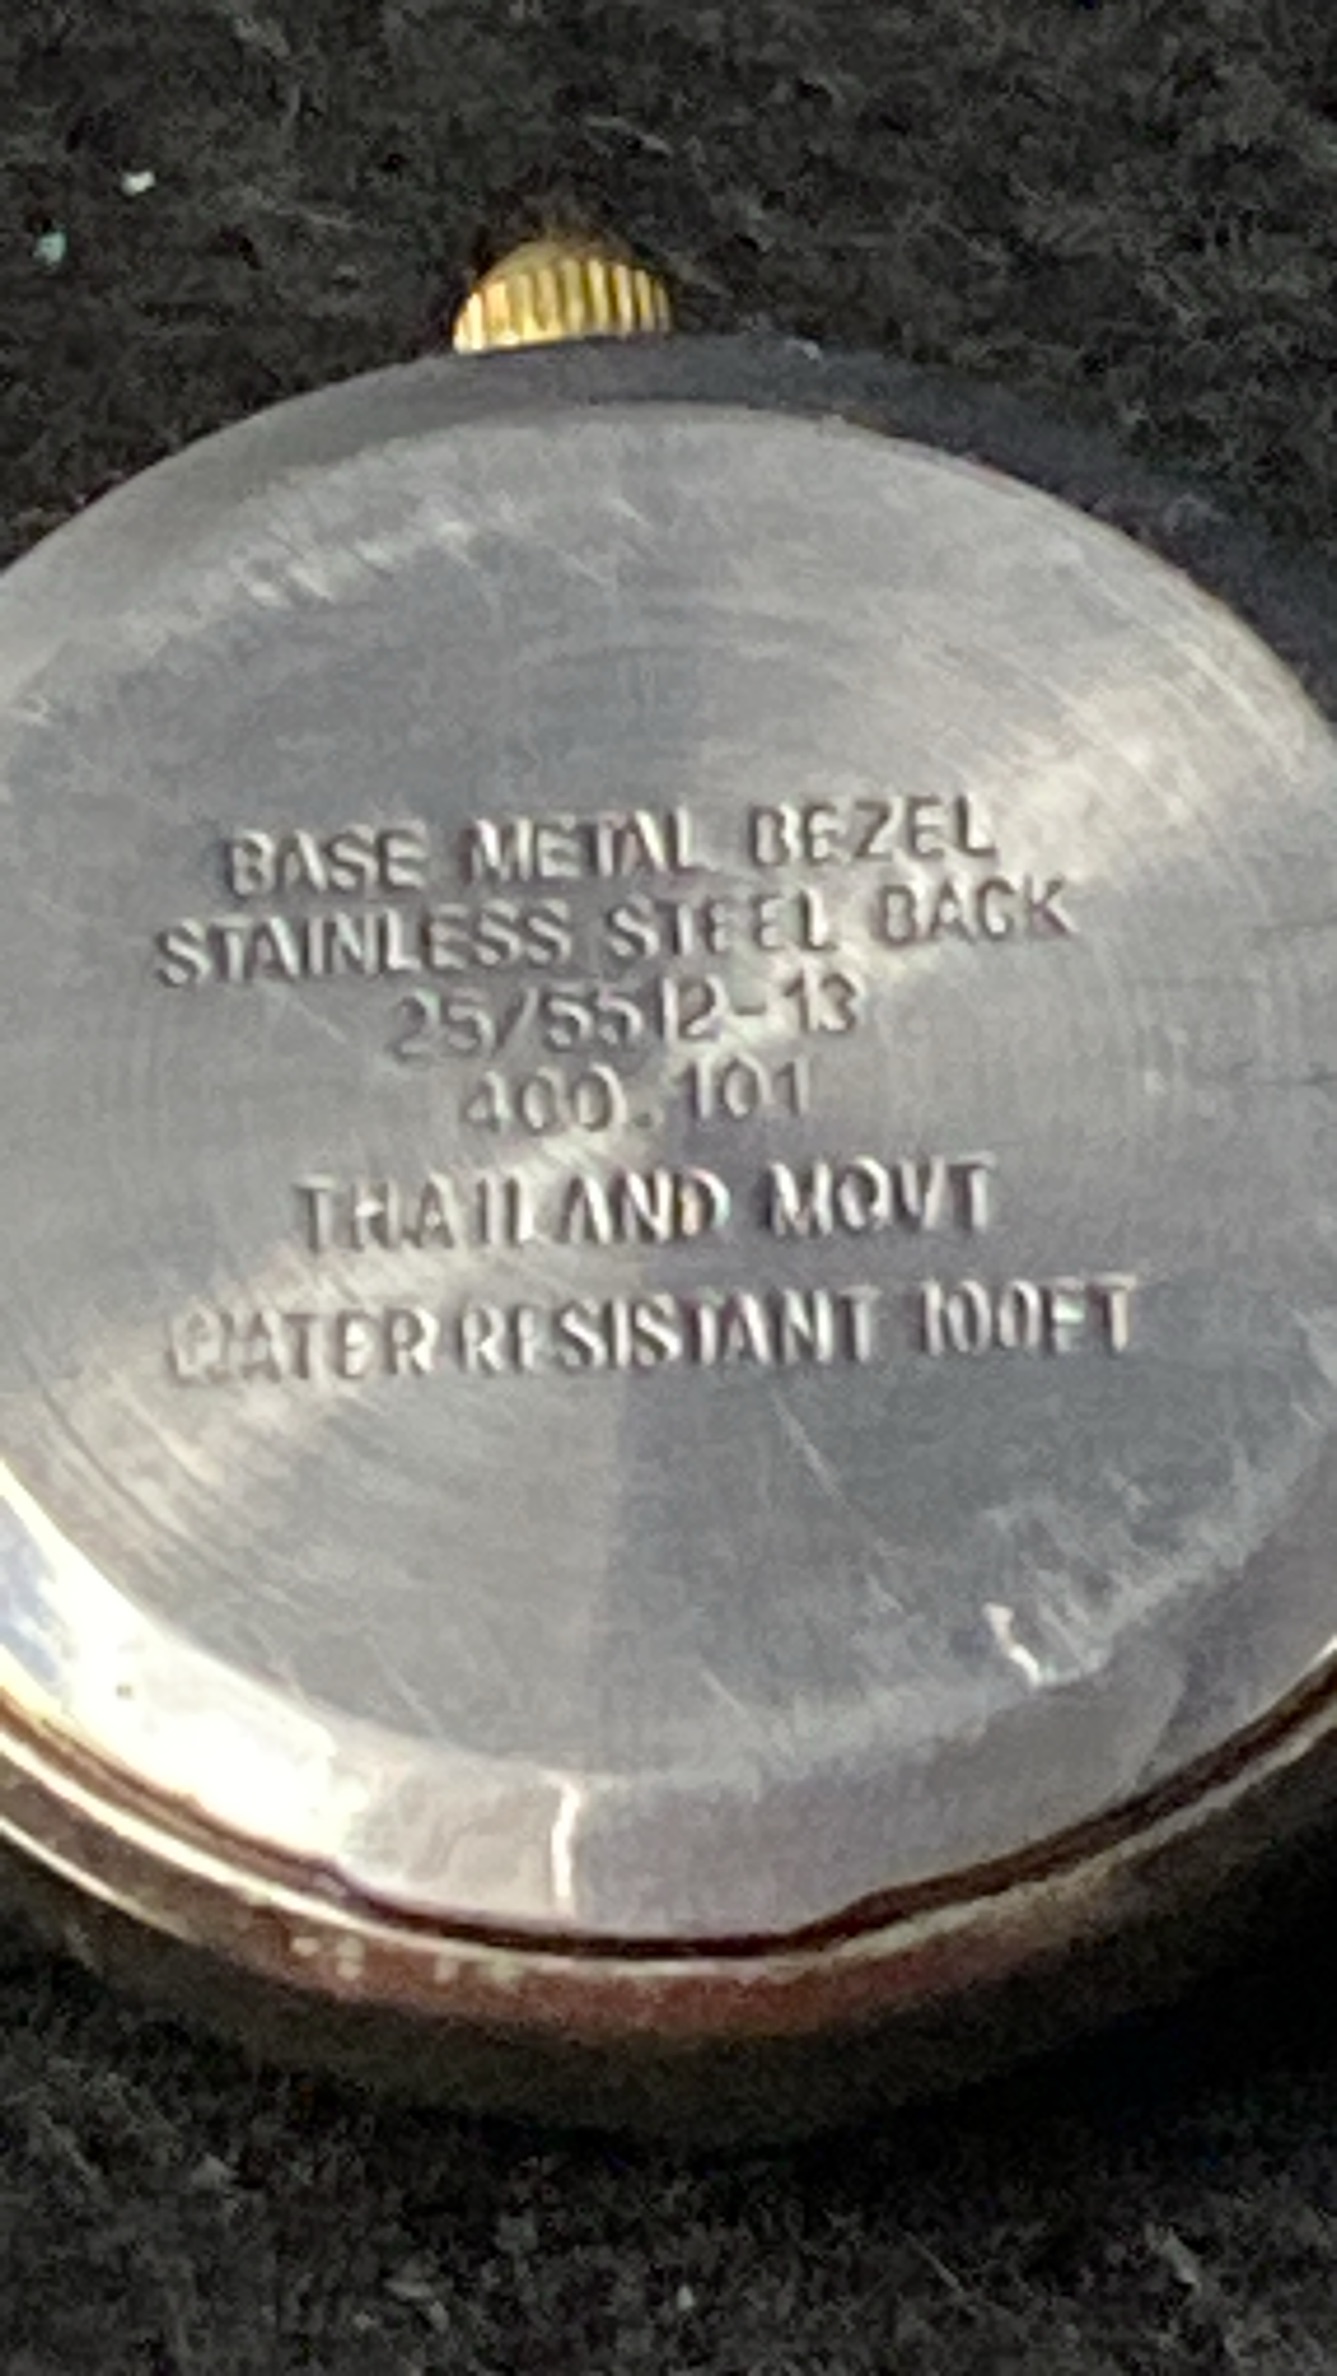 BASE METAL BEZEL
STAINLESS STEEL BACK
25/5512-13
400.101
THAILAND MOVT
WATER RESISTANT 100FT